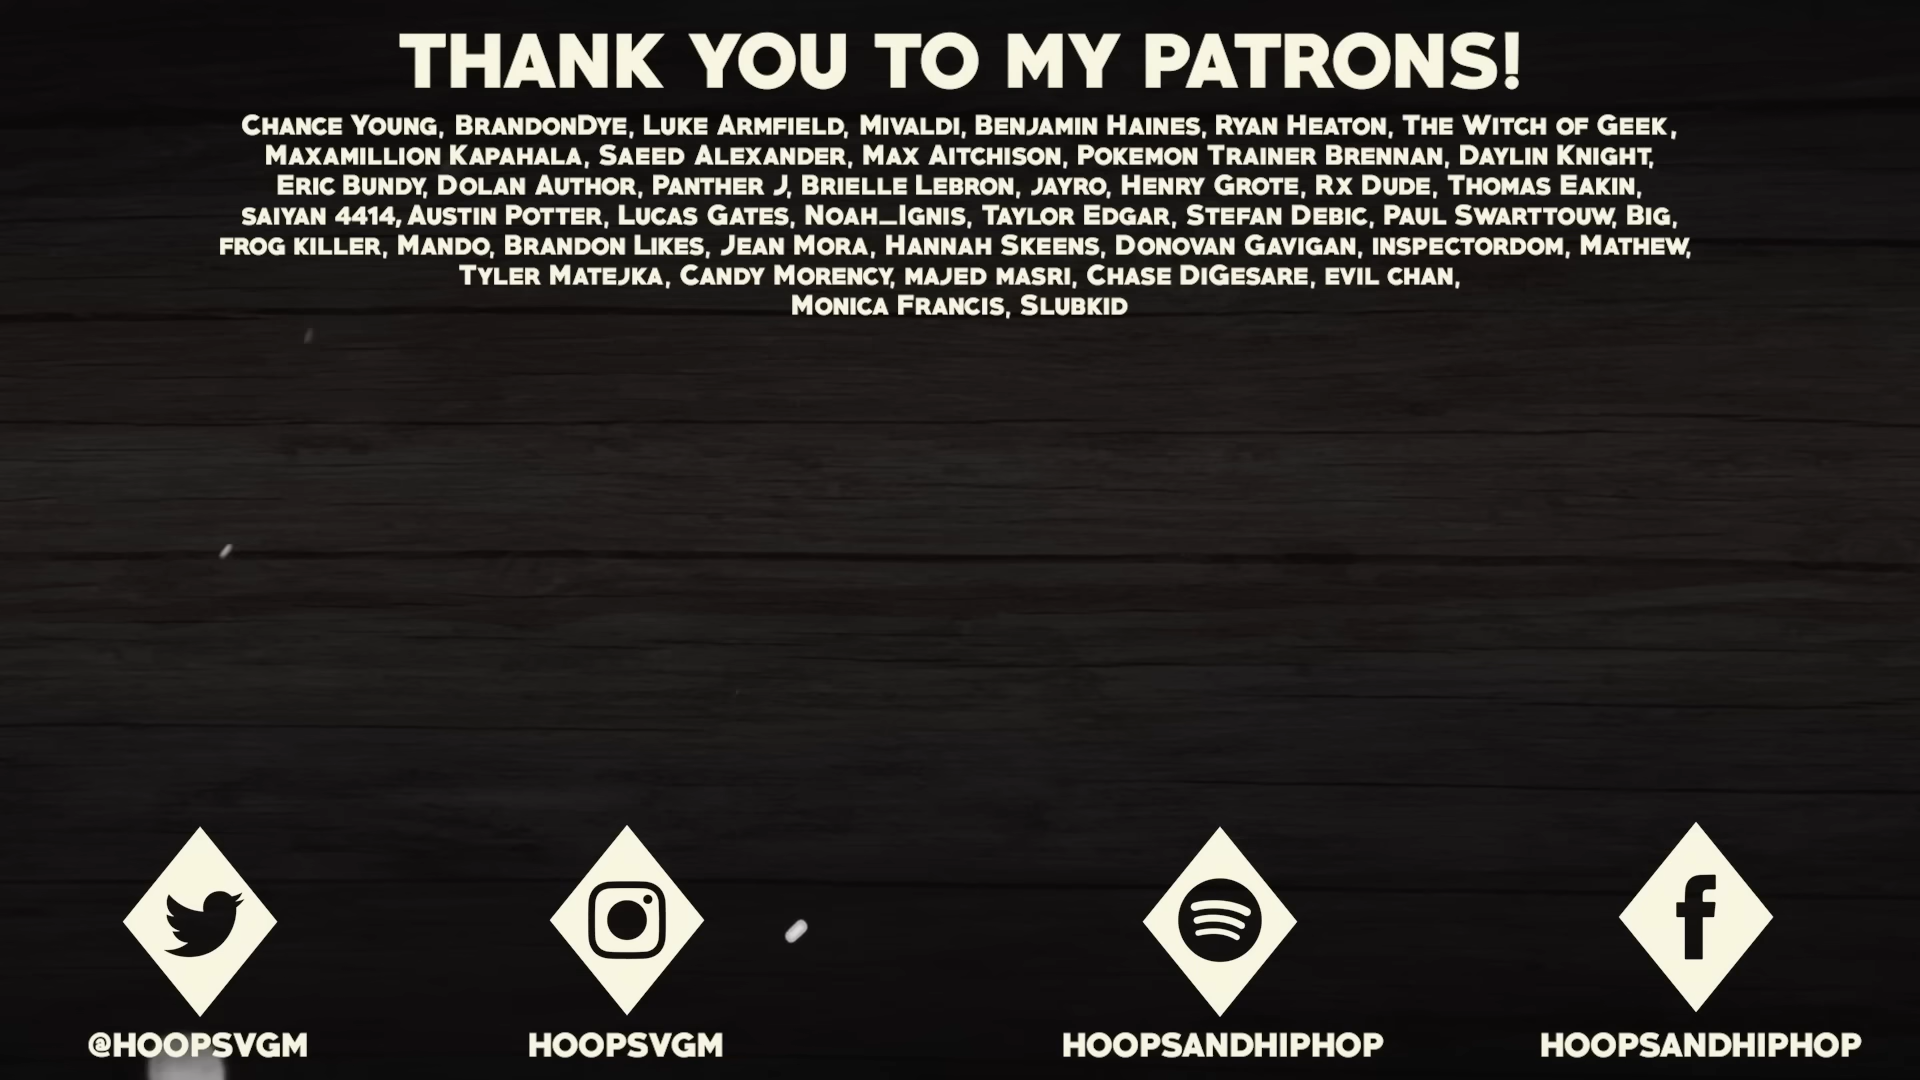 THANK YOU TO MY PATRONS!
Chance Young, BrandonDye, Luke Armfield, Mivaldi, Benjamin Haines, Ryan Heaton, The Witch of Geek,
Maxamillion Kapahala, Saeed Alexander, Max Aitchison, Pokemon Trainer Brennan, Daylin Knight,
Eric Bundy, Dolan Author, Panther J, Brielle Lebron, jayro, Henry Grote, Rx Dude, Thomas Eakin,
saiyan 4414, Austin Potter, Lucas Gates, Noah_Ignis, Taylor Edgar, Stefan Debic, Paul Swarttouw, Big,
frog killer, Mando, Brandon Likes, Jean Mora, Hannah Skeens, Donovan Gavigan, inspectordom, Mathew,
Tyler Matejka, Candy Morency, majed masri, Chase DiGesare, evil chan,
Monica Francis, Slubkid
@HOOPSVGM
HOOPSVGM
HOOPSANDHIPHOP
HOOPSANDHIPHOP